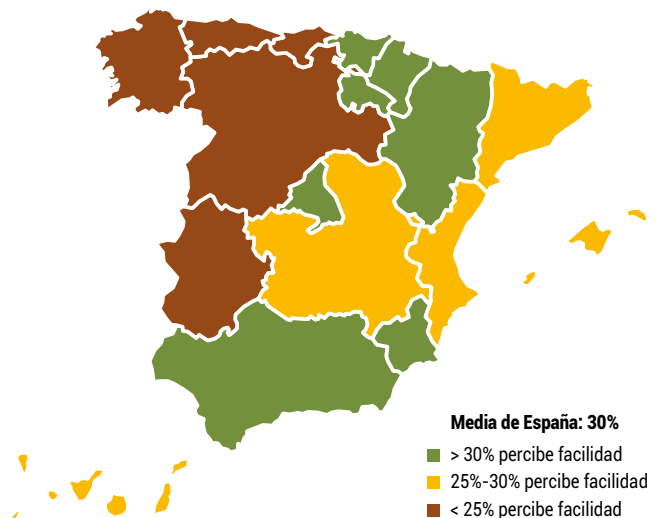 Media de España: 30%
> 30% percibe facilidad
25%-30% percibe facilidad
< 25% percibe facilidad